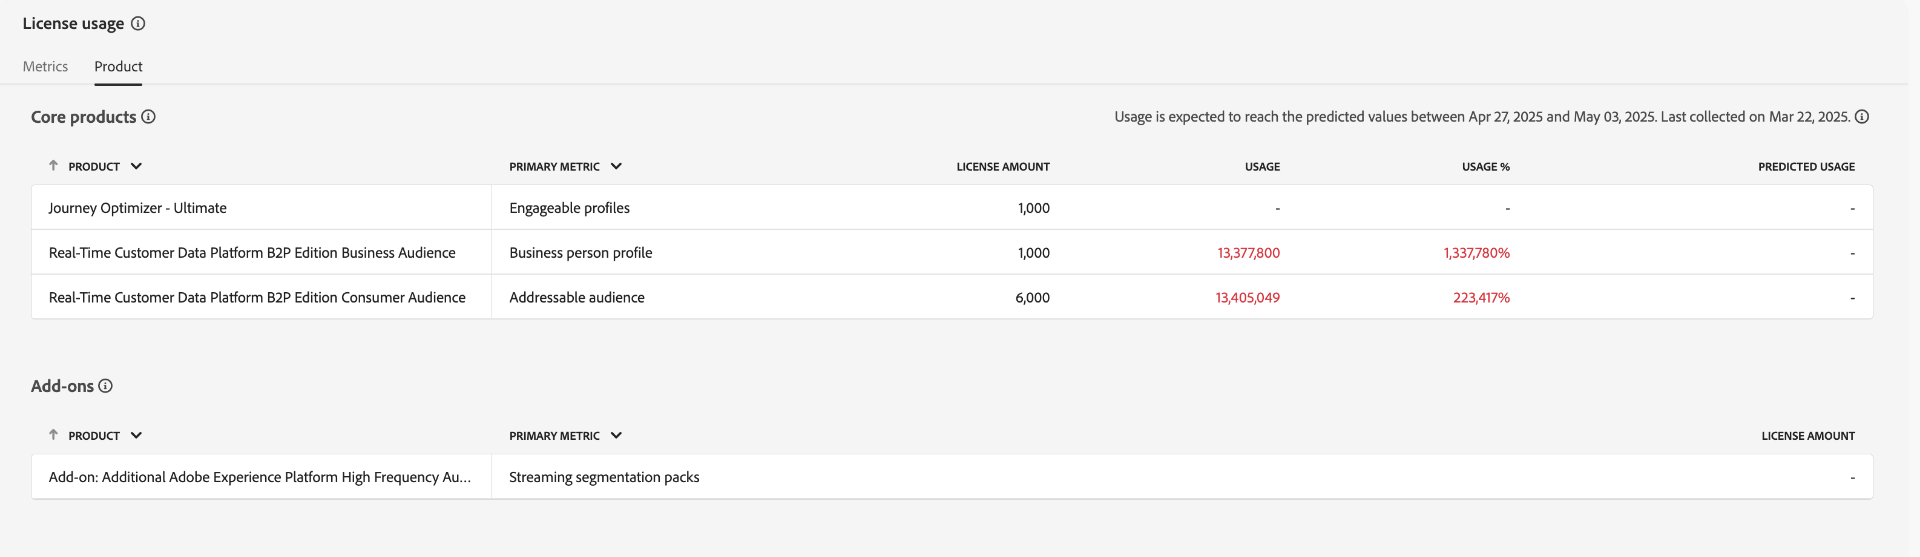 License usage
Metrics Product
Core products Usage is expected to reach the predicted values between Apr 27, 2025 and May 03, 2025. Last collected on Mar 22, 2025.
PRODUCT PRIMARY METRIC LICENSE AMOUNT USAGE USAGE % PREDICTED USAGE
Journey Optimizer - Ultimate Engageable profiles 1,000 - - -
Real-Time Customer Data Platform B2P Edition Business Audience Business person profile 1,000 13,377,800 1,337,780% -
Real-Time Customer Data Platform B2P Edition Consumer Audience Addressable audience 6,000 13,405,049 223,417% -
Add-ons
PRODUCT PRIMARY METRIC LICENSE AMOUNT
Add-on: Additional Adobe Experience Platform High Frequency Au... Streaming segmentation packs -